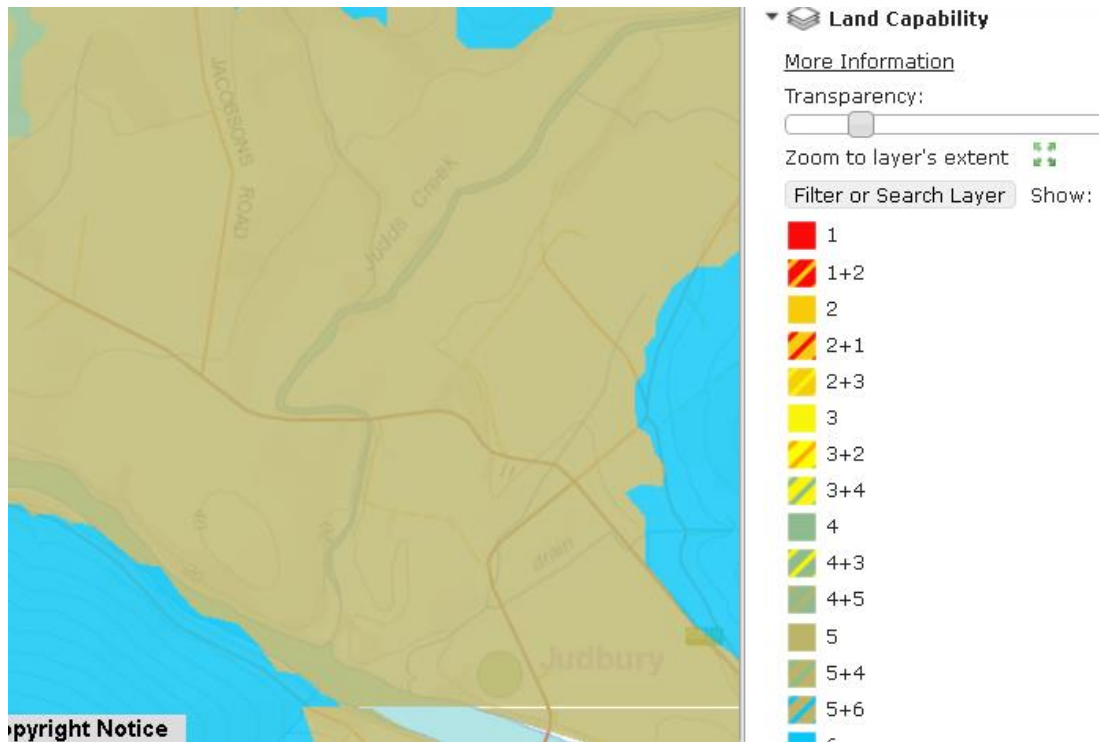 Land Capability
More Information
Transparency:
Zoom to layer's extent
Filter or Search Layer Show:
1
1+2
2
2+1
2+3
3
3+2
3+4
4
4+3
4+5
5
5+4
5+6
JACOBSONS ROAD
Judds Creek
drain
Judbury
opyright Notice